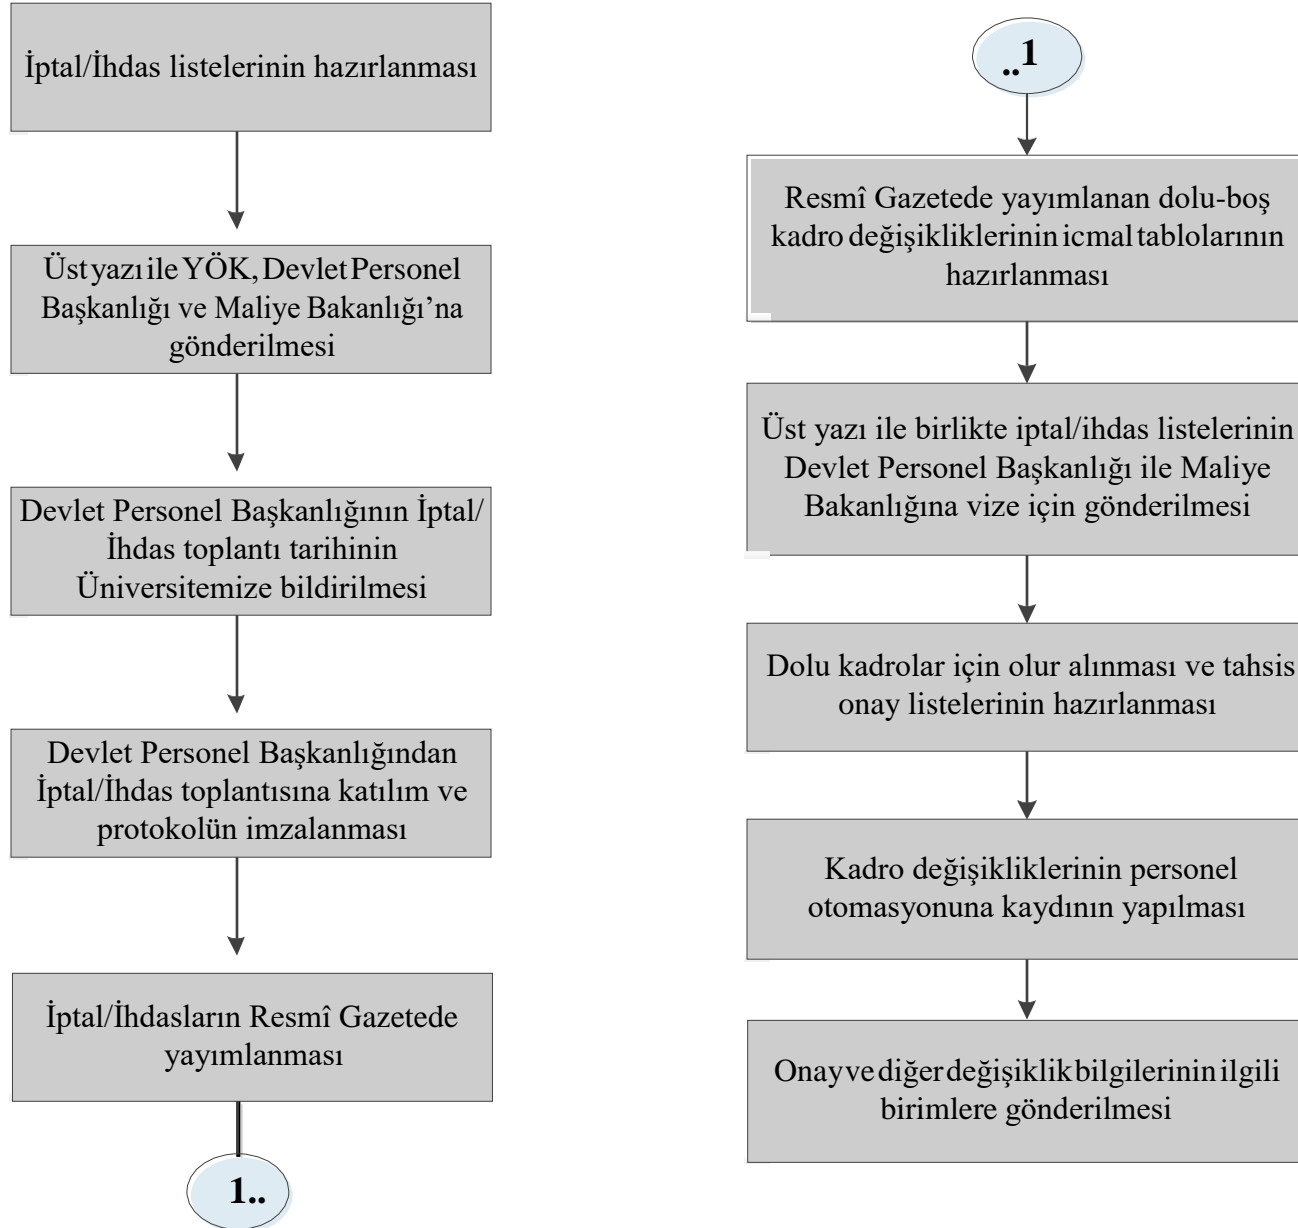 İptal/İhdas listelerinin hazırlanması
Üst yazı ile YÖK, Devlet Personel
Başkanlığı ve Maliye Bakanlığı’na
gönderilmesi
Devlet Personel Başkanlığının İptal/
İhdas toplantı tarihinin
Üniversitemize bildirilmesi
Devlet Personel Başkanlığından
İptal/İhdas toplantısına katılım ve
protokolün imzalanması
İptal/İhdasların Resmî Gazetede
yayımlanması
1..
..1
Resmî Gazetede yayımlanan dolu-boş
kadro değişikliklerinin icmal tablolarının
hazırlanması
Üst yazı ile birlikte iptal/ihdas listelerinin
Devlet Personel Başkanlığı ile Maliye
Bakanlığına vize için gönderilmesi
Dolu kadrolar için olur alınması ve tahsis
onay listelerinin hazırlanması
Kadro değişikliklerinin personel
otomasyonuna kaydının yapılması
Onay ve diğer değişiklik bilgilerinin ilgili
birimlere gönderilmesi